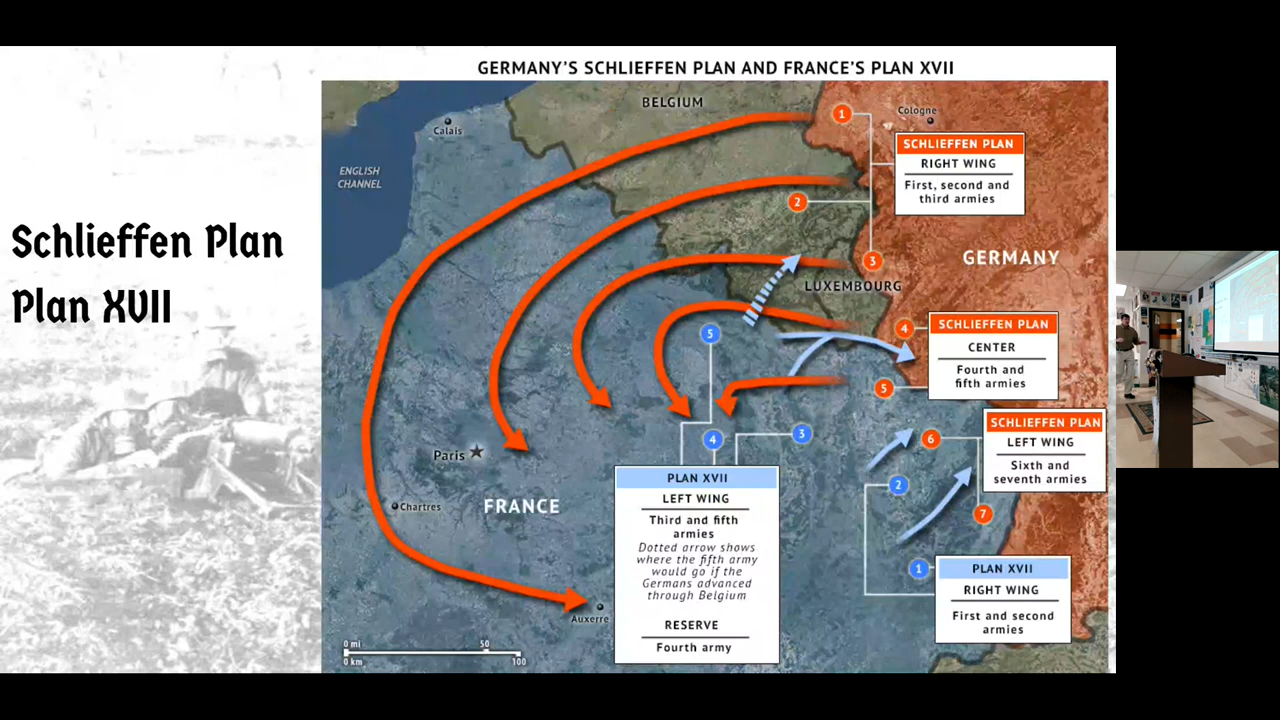 Schlieffen Plan
Plan XVII
GERMANY'S SCHLIEFFEN PLAN AND FRANCE'S PLAN XVII
BELGIUM
Cologne
Calais
ENGLISH
CHANNEL
1
SCHLIEFFEN PLAN
RIGHT WING
First, second and
third armies
2
3
GERMANY
LUXEMBOURG
4
SCHLIEFFEN PLAN
CENTER
Fourth and
fifth armies
5
5
SCHLIEFFEN PLAN
LEFT WING
Sixth and
seventh armies
6
7
4
3
2
1
Paris
Chartres
FRANCE
Auxerre
PLAN XVII
LEFT WING
Third and fifth
armies
Dotted arrow shows
where the fifth army
would go if the
Germans advanced
through Belgium
RESERVE
Fourth army
PLAN XVII
RIGHT WING
First and second
armies
0 mi
50
0 km
100